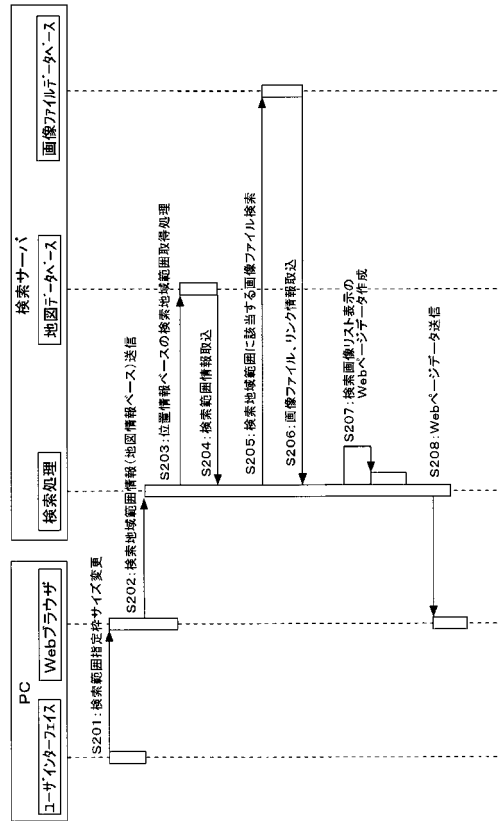 PC
ユーザインターフェイス
Webブラウザ
検索サーバ
検索処理
地図データベース
画像ファイルデータベース
S201:検索範囲指定枠サイズ変更
S202:検索地域範囲情報(地図情報ベース)送信
S203:位置情報ベースの検索地域範囲取得処理
S204:検索範囲情報取込
S205:検索地域範囲に該当する画像ファイル検索
S206:画像ファイル、リンク情報取込
S207:検索画像リスト表示の
Webページデータ作成
S208:Webページデータ送信